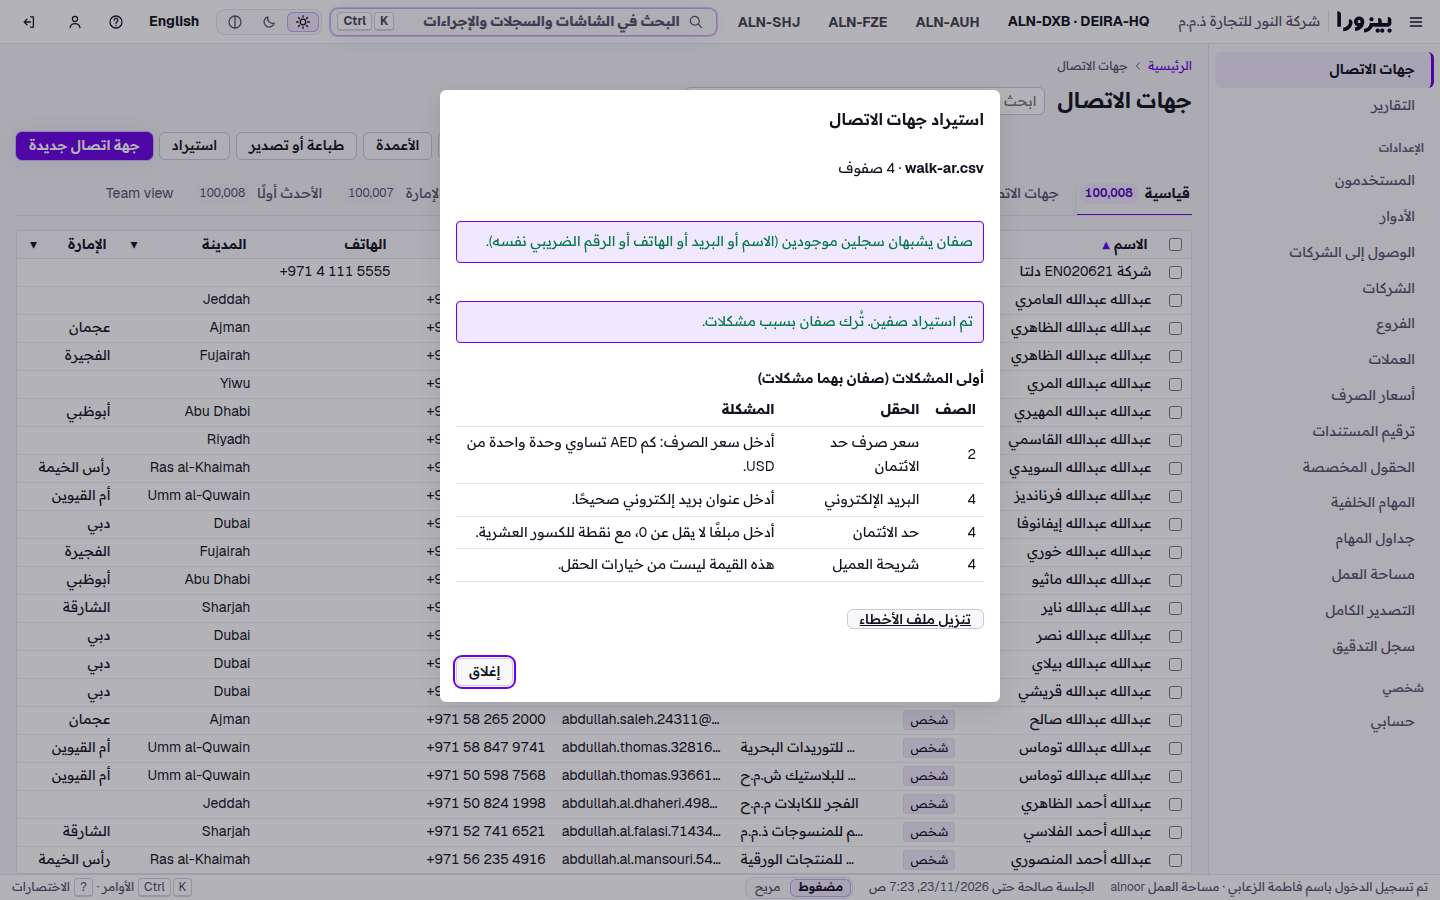 بيزورا
شركة النور للتجارة ذ.م.م
ALN-DXB · DEIRA-HQ
ALN-AUH
ALN-FZE
ALN-SHJ
البحث في الشاشات والسجلات والإجراءات
Ctrl K
English
جهات الاتصال
التقارير
الإعدادات
المستخدمون
الأدوار
الوصول إلى الشركات
الشركات
الفروع
العملات
أسعار الصرف
ترقيم المستندات
الحقول المخصصة
المهام الخلفية
جداول المهام
مساحة العمل
التصدير الكامل
سجل التدقيق
شخصي
حسابي
الرئيسية › جهات الاتصال
جهات الاتصال
ابحث
الأعمدة
طباعة أو تصدير
استيراد
جهة اتصال جديدة
قياسية 100,008
100,007
الأحدث أولًا 100,008
Team view
الاسم ▲
الهاتف
المدينة ▼
الإمارة ▼
شركة EN020621 دلتا +971 4 111 5555
عبدالله عبدالله العامري Jeddah
عبدالله عبدالله الظاهري Ajman عجمان
عبدالله عبدالله الظاهري Fujairah الفجيرة
عبدالله عبدالله المري Yiwu
عبدالله عبدالله المهيري Abu Dhabi أبوظبي
عبدالله عبدالله القاسمي Riyadh
عبدالله عبدالله السويدي Ras al-Khaimah رأس الخيمة
عبدالله عبدالله فرنانديز Umm al-Quwain أم القيوين
عبدالله عبدالله إيفانوفا Dubai دبي
عبدالله عبدالله خوري Fujairah الفجيرة
عبدالله عبدالله ماثيو Abu Dhabi أبوظبي
عبدالله عبدالله ناير Sharjah الشارقة
عبدالله عبدالله نصر Dubai دبي
عبدالله عبدالله بيلاي Dubai دبي
عبدالله عبدالله قريشي Dubai دبي
عبدالله عبدالله صالح شخص abdullah.saleh.24311@… +971 58 265 2000 Ajman عجمان
عبدالله عبدالله توماس شخص … للتوريدات البحرية abdullah.thomas.32816… +971 58 847 9741 Umm al-Quwain أم القيوين
عبدالله عبدالله توماس شخص … للبلاستيك ش.م.ح abdullah.thomas.93661… +971 50 598 7568 Umm al-Quwain أم القيوين
عبدالله أحمد الظاهري شخص الفجر للكابلات م.م.ح abdullah.al.dhaheri.498… +971 50 824 1998 Jeddah
عبدالله أحمد الفلاسي شخص …م للمنسوجات ذ.م.م abdullah.al.falasi.71434… +971 52 741 6521 Sharjah الشارقة
عبدالله أحمد المنصوري شخص … للمنتجات الورقية abdullah.al.mansouri.54… +971 56 235 4916 Ras al-Khaimah رأس الخيمة
استيراد جهات الاتصال
walk-ar.csv · 4 صفوف
صفان يشبهان سجلين موجودين (الاسم أو البريد أو الهاتف أو الرقم الضريبي نفسه).
تم استيراد صفين. تُرك صفان بسبب مشكلات.
أولى المشكلات (صفان بهما مشكلات)
الصف الحقل المشكلة
2 سعر صرف حد الائتمان أدخل سعر الصرف: كم AED تساوي وحدة واحدة من USD.
4 البريد الإلكتروني أدخل عنوان بريد إلكتروني صحيحًا.
4 حد الائتمان أدخل مبلغًا لا يقل عن 0، مع نقطة للكسور العشرية.
4 شريحة العميل هذه القيمة ليست من خيارات الحقل.
تنزيل ملف الأخطاء
إغلاق
تم تسجيل الدخول باسم فاطمة الزعابي · مساحة العمل alnoor
الجلسة صالحة حتى 23/11/2026, 7:23 ص
مضغوط مريح
Ctrl K الأوامر · ? الاختصارات